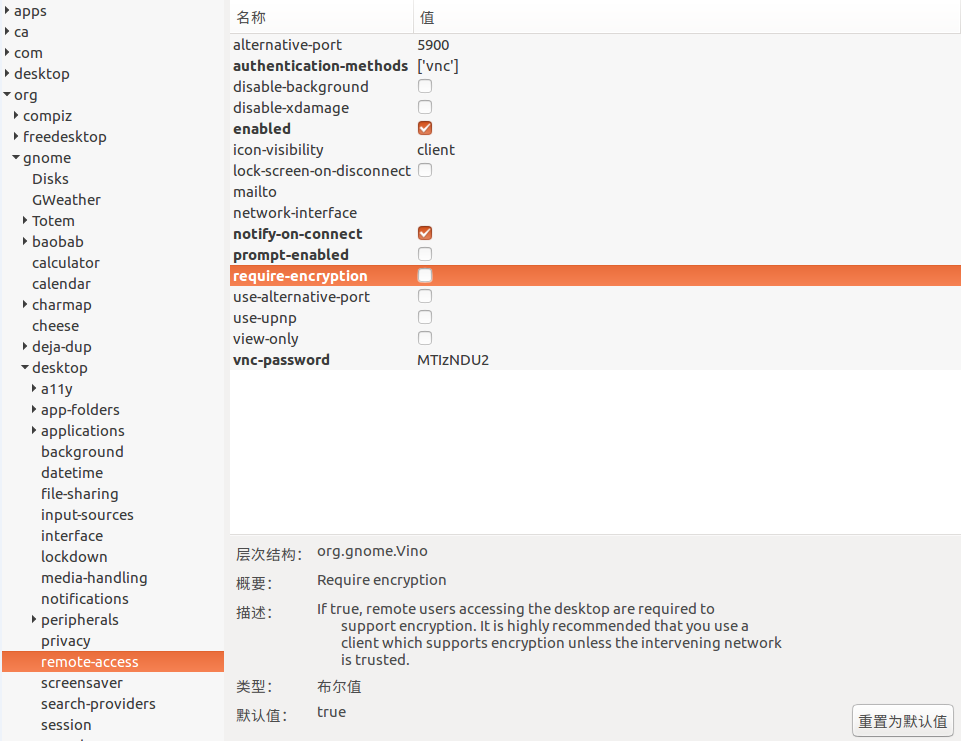 apps
ca
com
desktop
org
compiz
freedesktop
gnome
Disks
GWeather
Totem
baobab
calculator
calendar
charmap
cheese
deja-dup
desktop
a11y
app-folders
applications
background
datetime
file-sharing
input-sources
interface
lockdown
media-handling
notifications
peripherals
privacy
remote-access
screensaver
search-providers
session
名称 值
alternative-port 5900
authentication-methods ['vnc']
disable-background
disable-xdamage
enabled
icon-visibility client
lock-screen-on-disconnect
mailto
network-interface
notify-on-connect
prompt-enabled
require-encryption
use-alternative-port
use-upnp
view-only
vnc-password MTIzNDU2
层次结构： org.gnome.Vino
概要： Require encryption
描述： If true, remote users accessing the desktop are required to
support encryption. It is highly recommended that you use a
client which supports encryption unless the intervening network
is trusted.
类型： 布尔值
默认值： true
重置为默认值